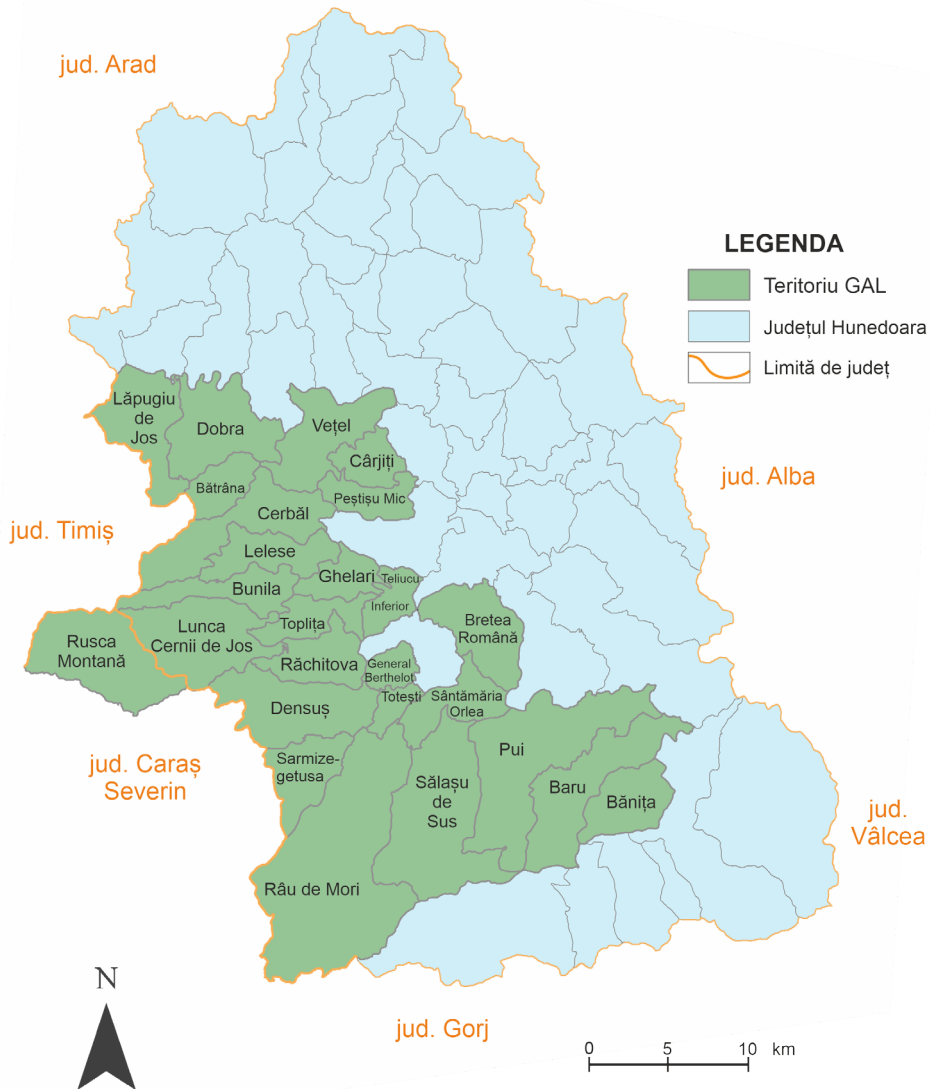 jud. Arad
LEGENDA
Teritoriu GAL
Județul Hunedoara
Limită de județ
Lăpugiu
de
Jos
Dobra
Vețel
Cârjiți
Bătrâna
Peștișu Mic
jud. Alba
Cerbăl
jud. Timiș
Lelese
Ghelari
Teliucu
Inferior
Bunila
Toplița
Bretea
Română
Lunca
Cernii de Jos
Rusca
Montană
Răchitova
General
Berthelot
Totești
Sântămăria
Orlea
Densuș
Pui
Sarmize-
getusa
jud. Caraș
Severin
Sălașu
de
Sus
Baru
Bănița
jud.
Vâlcea
Râu de Mori
N
jud. Gorj
0 5 10 km